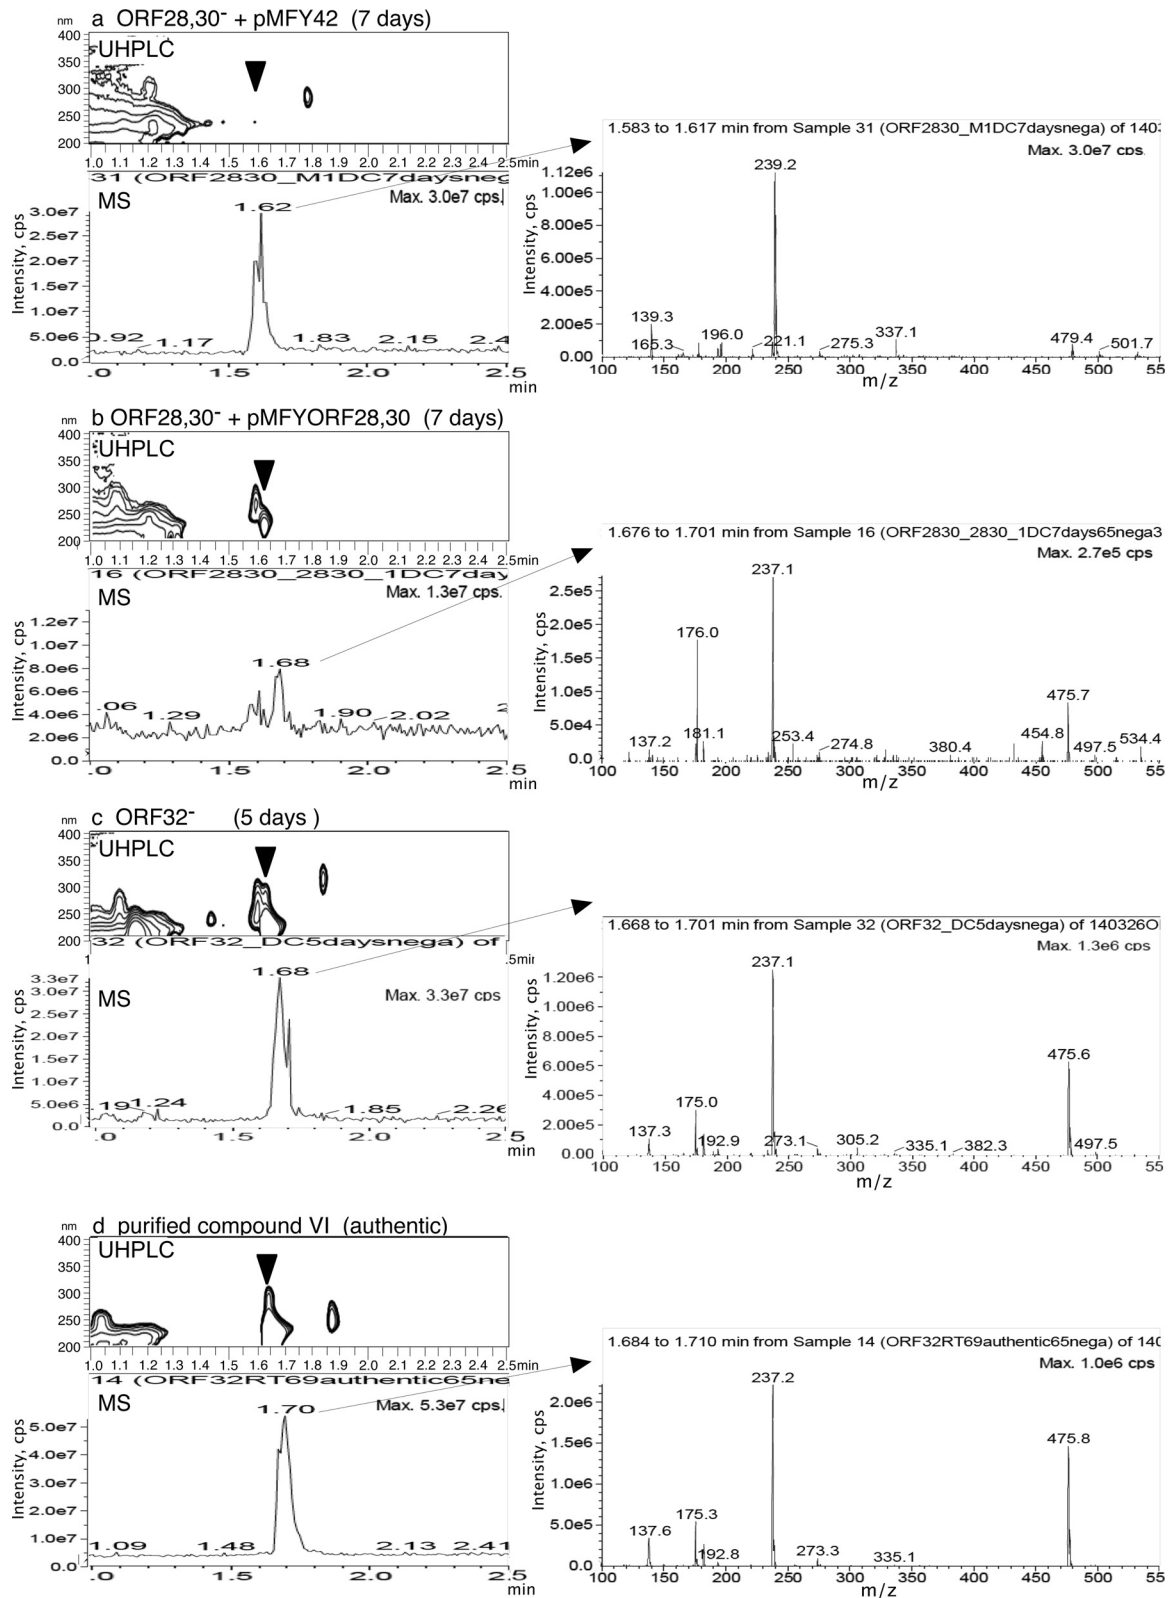 a ORF28,30⁻ + pMFY42 (7 days)
nm
UHPLC
400
350
300
250
200
1.0 1.1 1.2 1.3 1.4 1.5 1.6 1.7 1.8 1.9 2.0 2.1 2.2 2.3 2.4 2.5min
31 (ORF2830_M1DC7daysneg
MS
Max. 3.0e7 cps.
1.62
Intensity, cps
3.0e7
2.5e7
2.0e7
1.5e7
1.0e7
5.0e6
0.0
0.92 1.17 1.83 2.15 2.4
.0 1.5 2.0 2.5
min
1.583 to 1.617 min from Sample 31 (ORF2830_M1DC7daysnega) of 1403
Max. 3.0e7 cps.
Intensity, cps
1.12e6
1.00e6
8.00e5
6.00e5
4.00e5
2.00e5
0.00
239.2
139.3
165.3
196.0
221.1
275.3
337.1
479.4
501.7
100 150 200 250 300 350 400 450 500 55
m/z
b ORF28,30⁻ + pMFYORF28,30 (7 days)
nm
UHPLC
400
350
300
250
200
1.0 1.1 1.2 1.3 1.4 1.5 1.6 1.7 1.8 1.9 2.0 2.1 2.2 2.3 2.4 2.5min
16 (ORF2830_2830_1DC7day
MS
Max. 1.3e7 cps.
1.68
Intensity, cps
1.2e7
1.0e7
8.0e6
6.0e6
4.0e6
2.0e6
0.0
.06 1.29 1.90 2.02 2
.0 1.5 2.0 2.5
min
1.676 to 1.701 min from Sample 16 (ORF2830_2830_1DC7days65nega3
Max. 2.7e5 cps
Intensity, cps
2.5e5
2.0e5
1.5e5
1.0e5
5.0e4
0.0
237.1
176.0
137.2
181.1
253.4
274.8
380.4
454.8
475.7
497.5
534.4
100 150 200 250 300 350 400 450 500 55
m/z
c ORF32⁻ (5 days )
UHPLC
400
350
300
250
200
32 (ORF32_DC5daysnega) of
.5min
MS
Max. 3.3e7 cps
1.68
Intensity, cps
3.3e7
3.0e7
2.5e7
2.0e7
1.5e7
1.0e7
5.0e6
0.0
.19 1.24 1.85 2.26
.0 1.5 2.0 2.5
min
1.668 to 1.701 min from Sample 32 (ORF32_DC5daysnega) of 140326O
Max. 1.3e6 cps
Intensity, cps
1.20e6
1.00e6
8.00e5
6.00e5
4.00e5
2.00e5
0.00
237.1
175.0
137.3
192.9
273.1
305.2
335.1
382.3
475.6
497.5
100 150 200 250 300 350 400 450 500 55
m/z
d purified compound VI (authentic)
nm
UHPLC
400
350
300
250
200
1.0 1.1 1.2 1.3 1.4 1.5 1.6 1.7 1.8 1.9 2.0 2.1 2.2 2.3 2.4 2.5min
14 (ORF32RT69authentic65ne
MS
Max. 5.3e7 cps.
1.70
Intensity, cps
5.0e7
4.0e7
3.0e7
2.0e7
1.0e7
0.0
1.09 1.48 2.13 2.41
.0 1.5 2.0 2.5
min
1.684 to 1.710 min from Sample 14 (ORF32RT69authentic65nega) of 140
Max. 1.0e6 cps
Intensity, cps
2.0e6
1.5e6
1.0e6
5.0e5
0.0
237.2
175.3
137.6
192.8
273.3
335.1
475.8
100 150 200 250 300 350 400 450 500 55
m/z